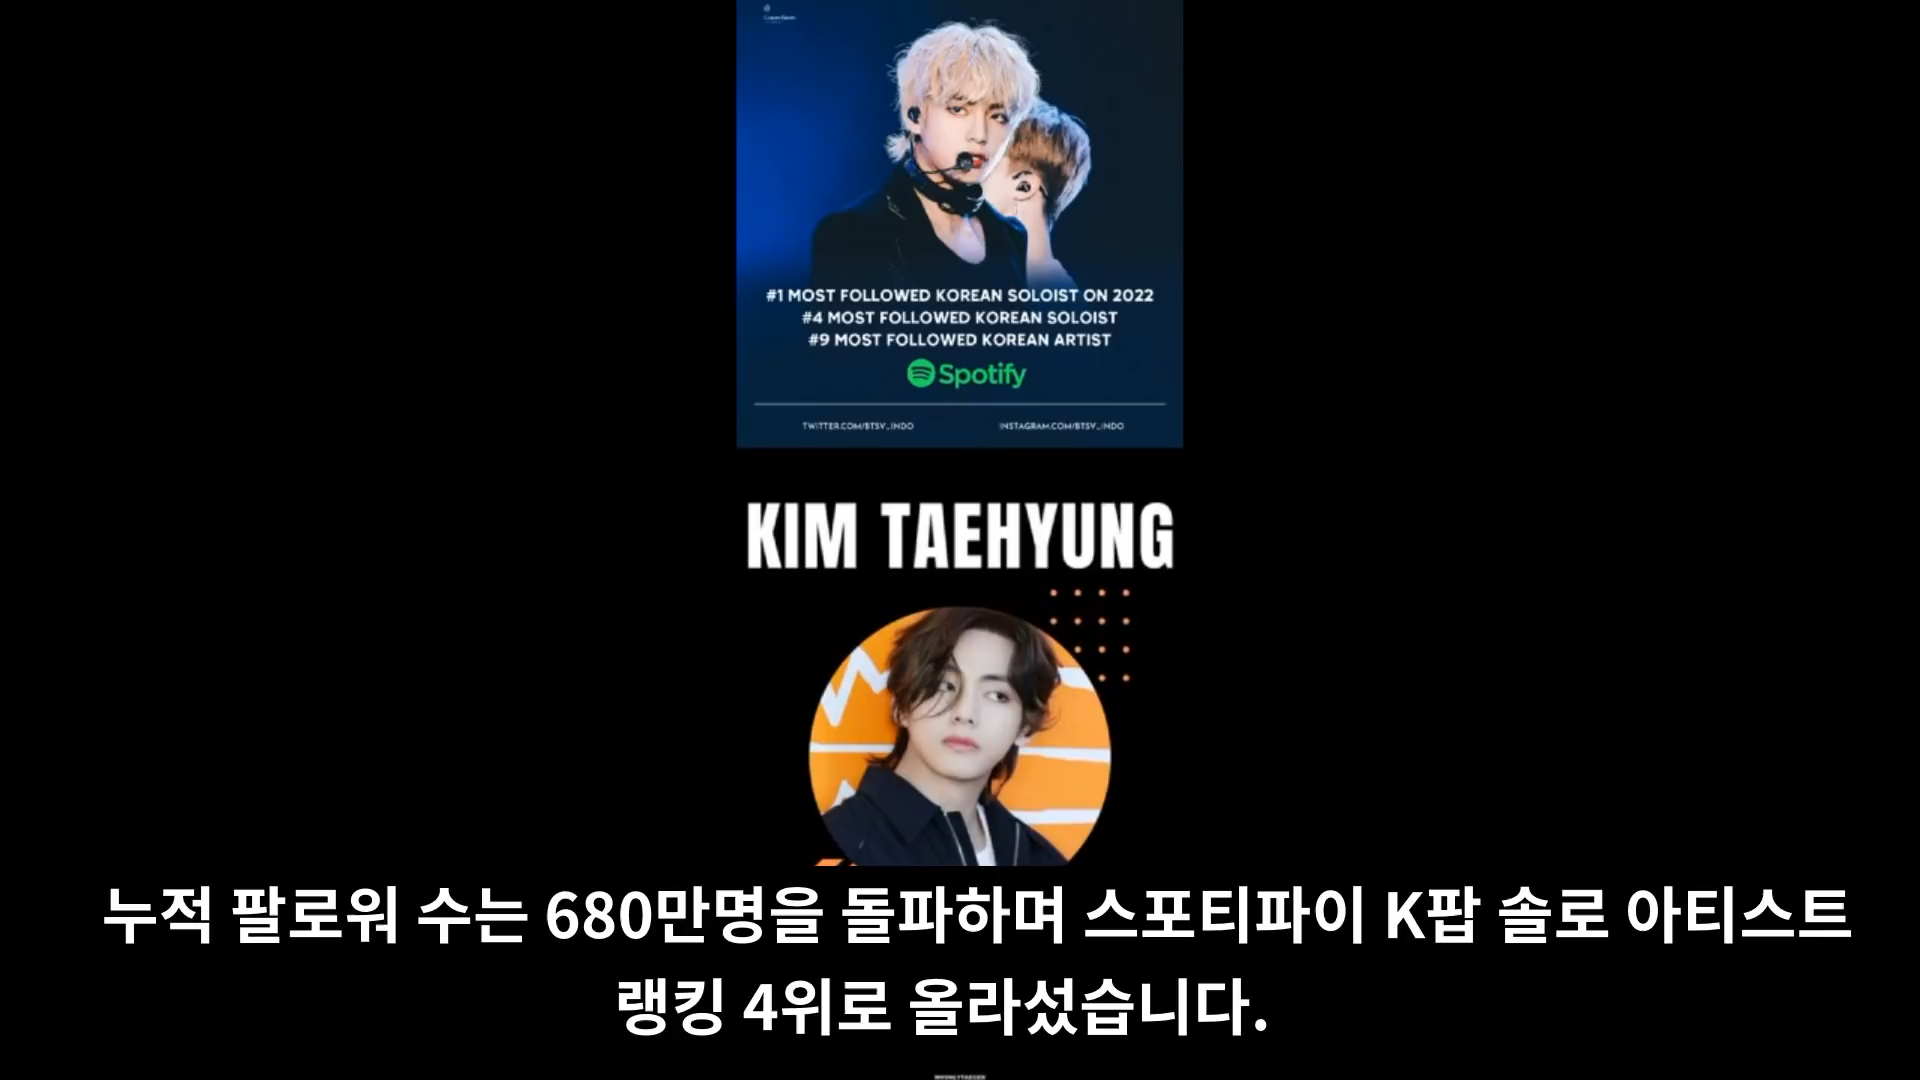 #1 MOST FOLLOWED KOREAN SOLOIST ON 2022
#4 MOST FOLLOWED KOREAN SOLOIST
#9 MOST FOLLOWED KOREAN ARTIST
Spotify
TWITTER.COM/BTSV_INDO
INSTAGRAM.COM/BTSV_INDO
KIM TAEHYUNG
누적 팔로워 수는 680만명을 돌파하며 스포티파이 K팝 솔로 아티스트
랭킹 4위로 올라섰습니다.